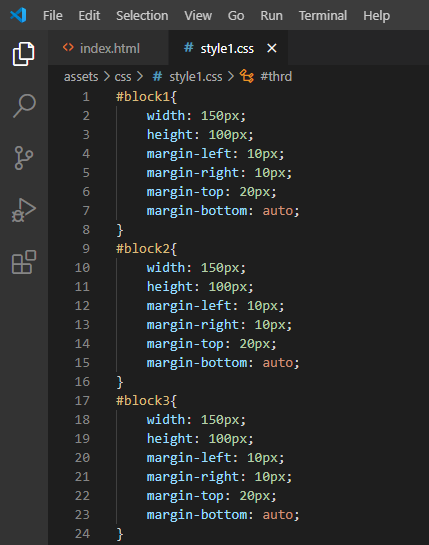 File Edit Selection View Go Run Terminal Help
index.html # style1.css
assets > css > # style1.css > #thrd
1 #block1{
2 width: 150px;
3 height: 100px;
4 margin-left: 10px;
5 margin-right: 10px;
6 margin-top: 20px;
7 margin-bottom: auto;
8 }
9 #block2{
10 width: 150px;
11 height: 100px;
12 margin-left: 10px;
13 margin-right: 10px;
14 margin-top: 20px;
15 margin-bottom: auto;
16 }
17 #block3{
18 width: 150px;
19 height: 100px;
20 margin-left: 10px;
21 margin-right: 10px;
22 margin-top: 20px;
23 margin-bottom: auto;
24 }